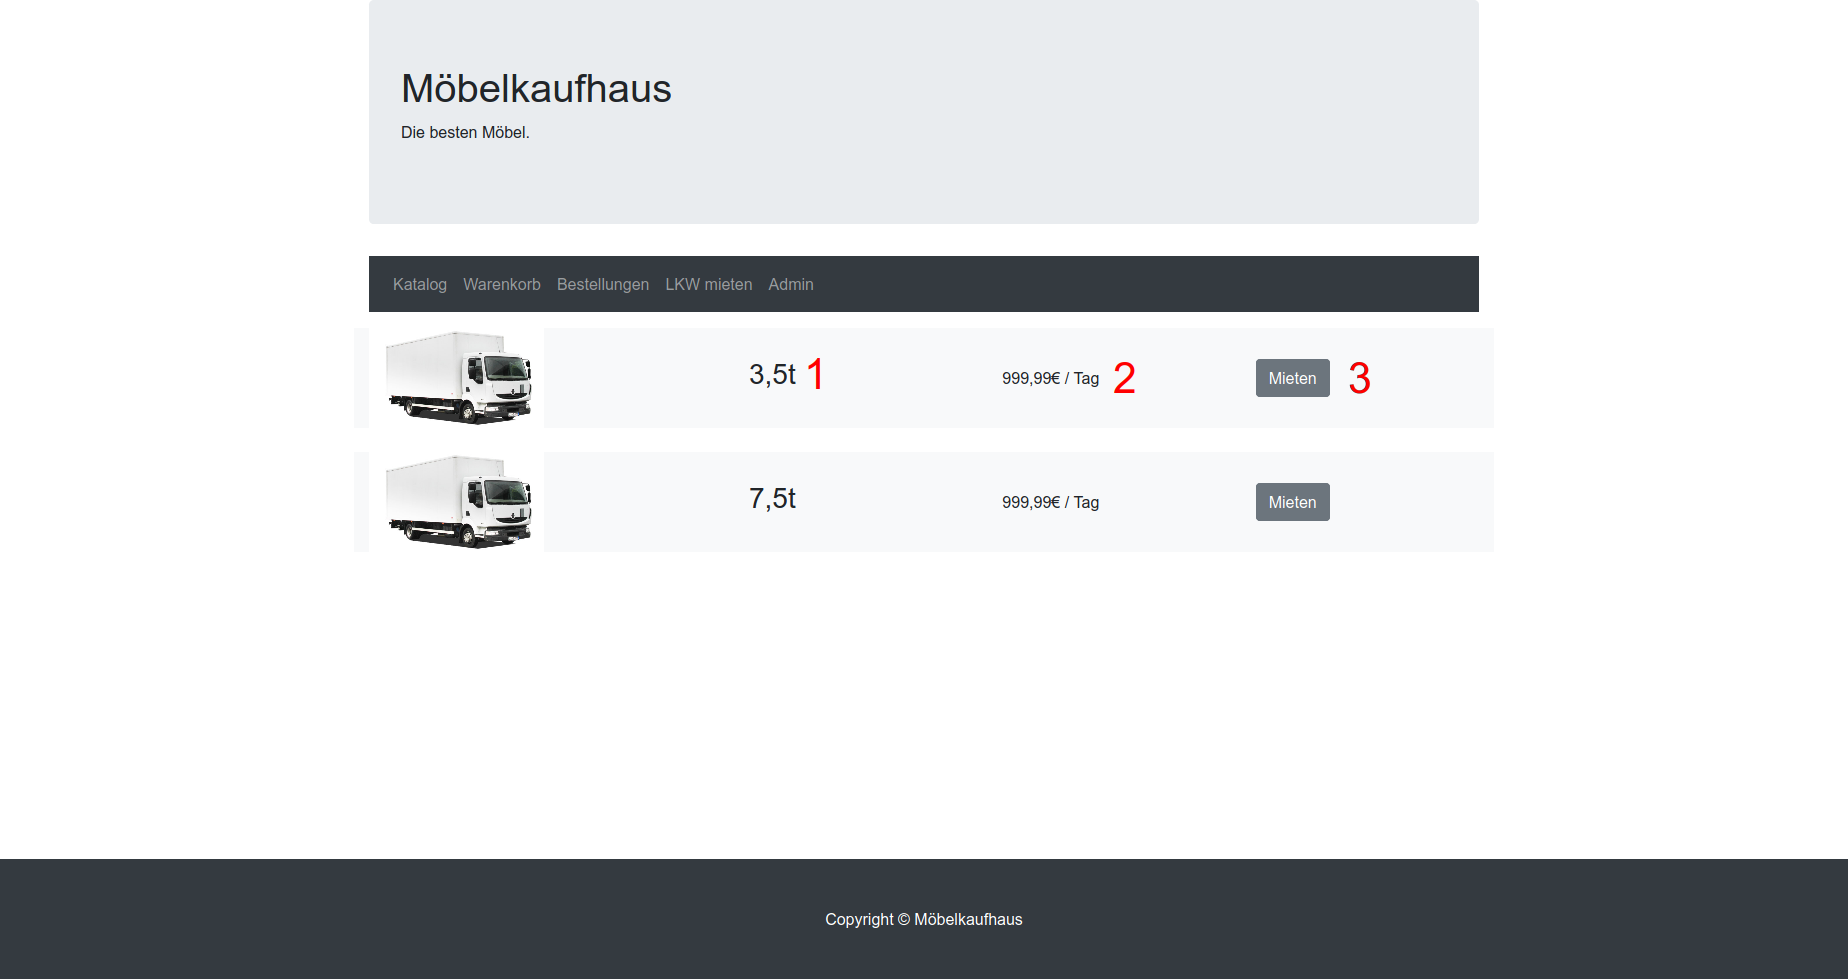 Möbelkaufhaus
Die besten Möbel.
Katalog Warenkorb Bestellungen LKW mieten Admin
3,5t 1 999,99€ / Tag 2 Mieten 3
7,5t 999,99€ / Tag Mieten
Copyright © Möbelkaufhaus